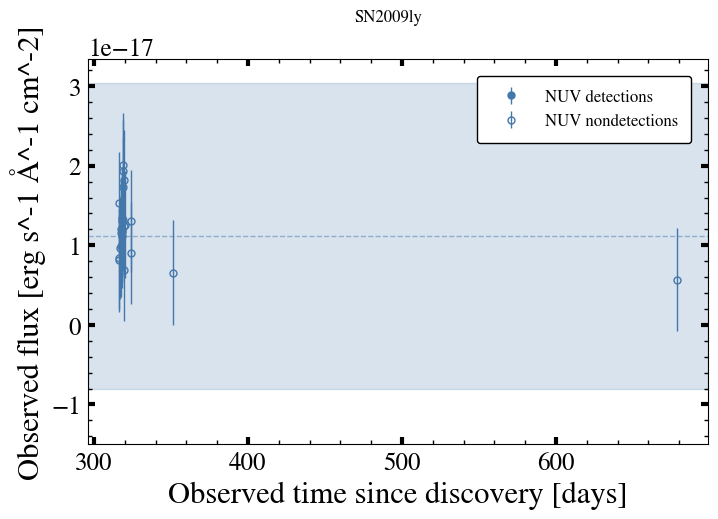 SN2009ly
1e−17
NUV detections
NUV nondetections
3
2
1
0
−1
300 400 500 600
Observed time since discovery [days]
Observed flux [erg s^-1 Å^-1 cm^-2]